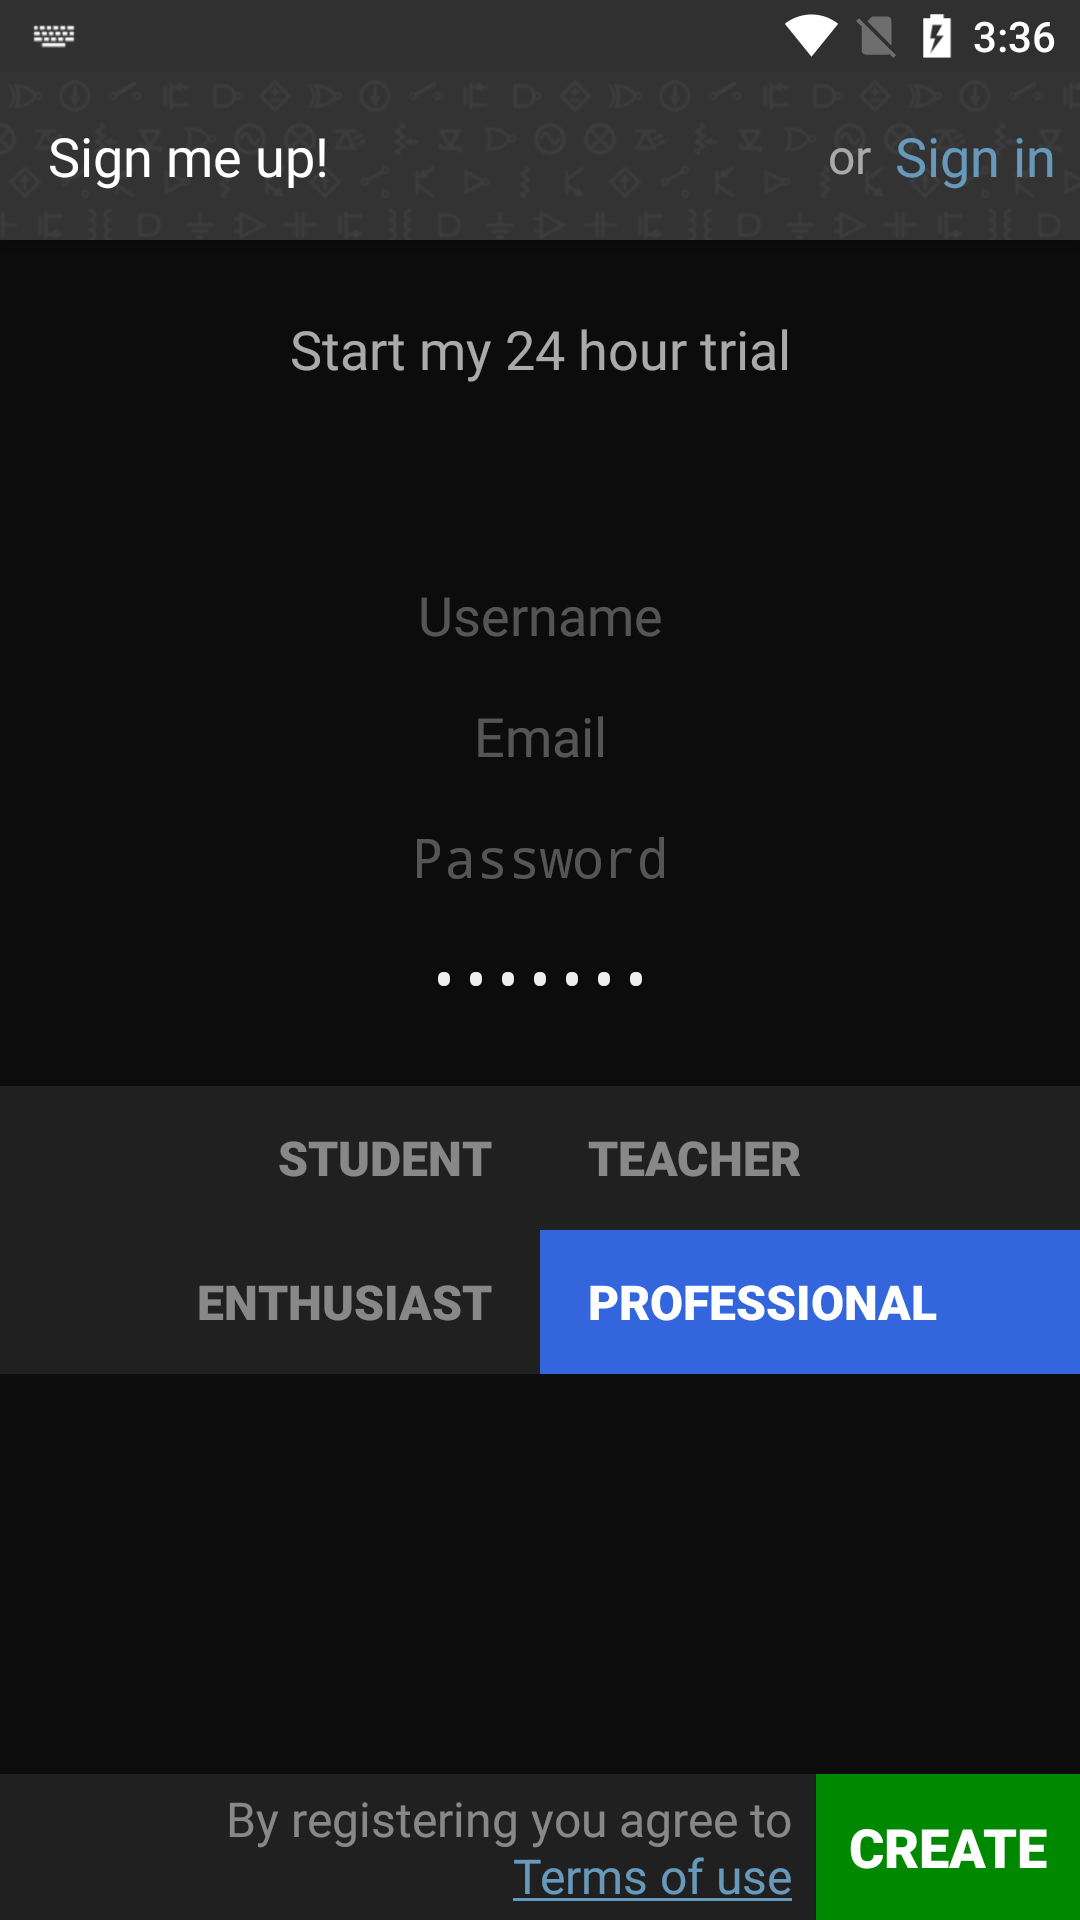 3:36
Sign me up!
or Sign in
Start my 24 hour trial
Username
Email
Password
•••••••
STUDENT
TEACHER
ENTHUSIAST
PROFESSIONAL
By registering you agree to
Terms of use
CREATE